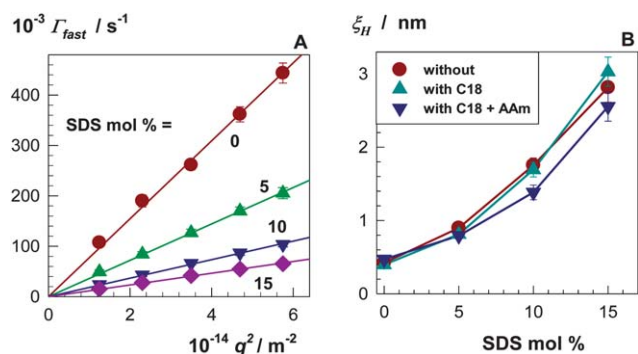 10⁻³ Γfast / s⁻¹
A
400
300
200
100
0
SDS mol % =
0
5
10
15
0 2 4 6
10⁻¹⁴ q² / m⁻²
ξH / nm
B
without
with C18
with C18 + AAm
3
2
1
0
0 5 10 15
SDS mol %